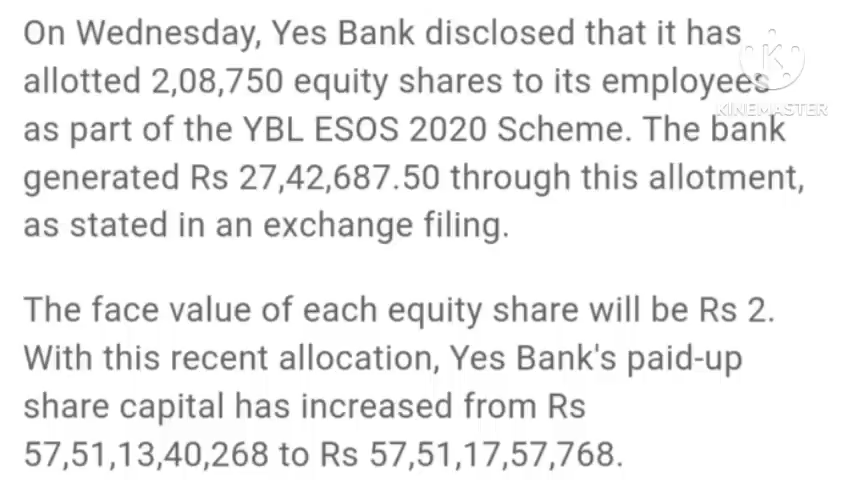 On Wednesday, Yes Bank disclosed that it has
allotted 2,08,750 equity shares to its employees
as part of the YBL ESOS 2020 Scheme. The bank
generated Rs 27,42,687.50 through this allotment,
as stated in an exchange filing.
The face value of each equity share will be Rs 2.
With this recent allocation, Yes Bank's paid-up
share capital has increased from Rs
57,51,13,40,268 to Rs 57,51,17,57,768.
K
KINEMASTER